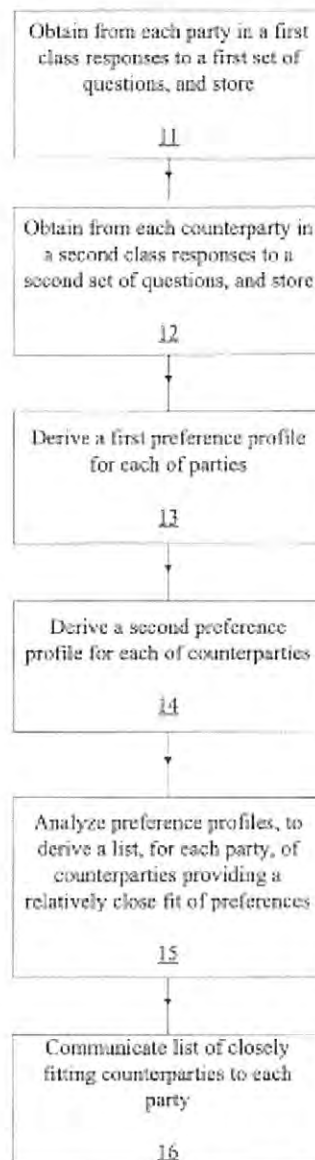 Obtain from each party in a first
class responses to a first set of
questions, and store
11
Obtain from each counterparty in
a second class responses to a
second set of questions, and store
12
Derive a first preference profile
for each of parties
13
Derive a second preference
profile for each of counterparties
14
Analyze preference profiles, to
derive a list, for each party, of
counterparties providing a
relatively close fit of preferences
15
Communicate list of closely
fitting counterparties to each
party
16